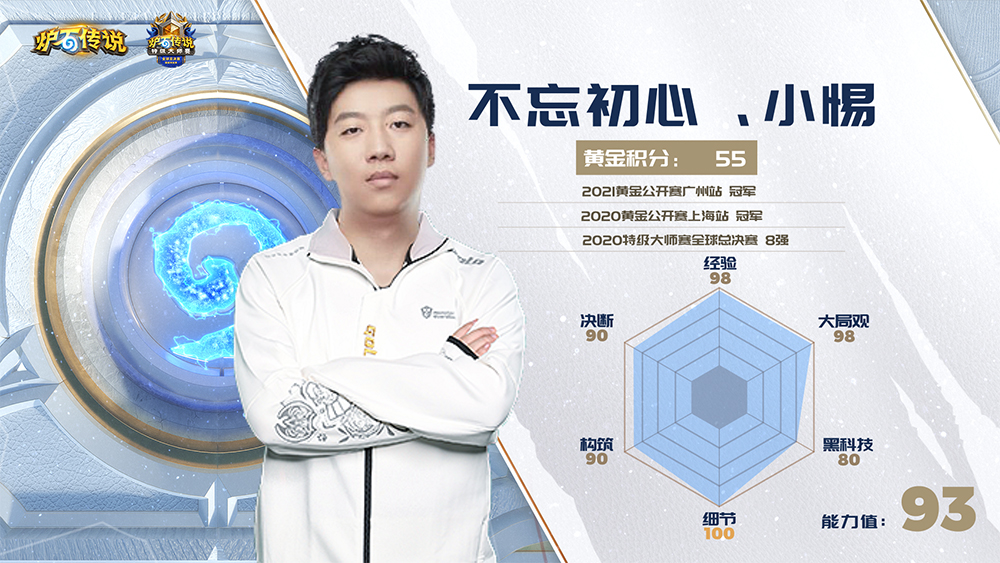 炉石传说
炉石传说
特级大师赛
不忘初心 、小惕
黄金积分： 55
2021黄金公开赛广州站 冠军
2020黄金公开赛上海站 冠军
2020特级大师赛全球总决赛 8强
经验
98
决断
90
大局观
98
构筑
90
黑科技
80
细节
100
能力值： 93